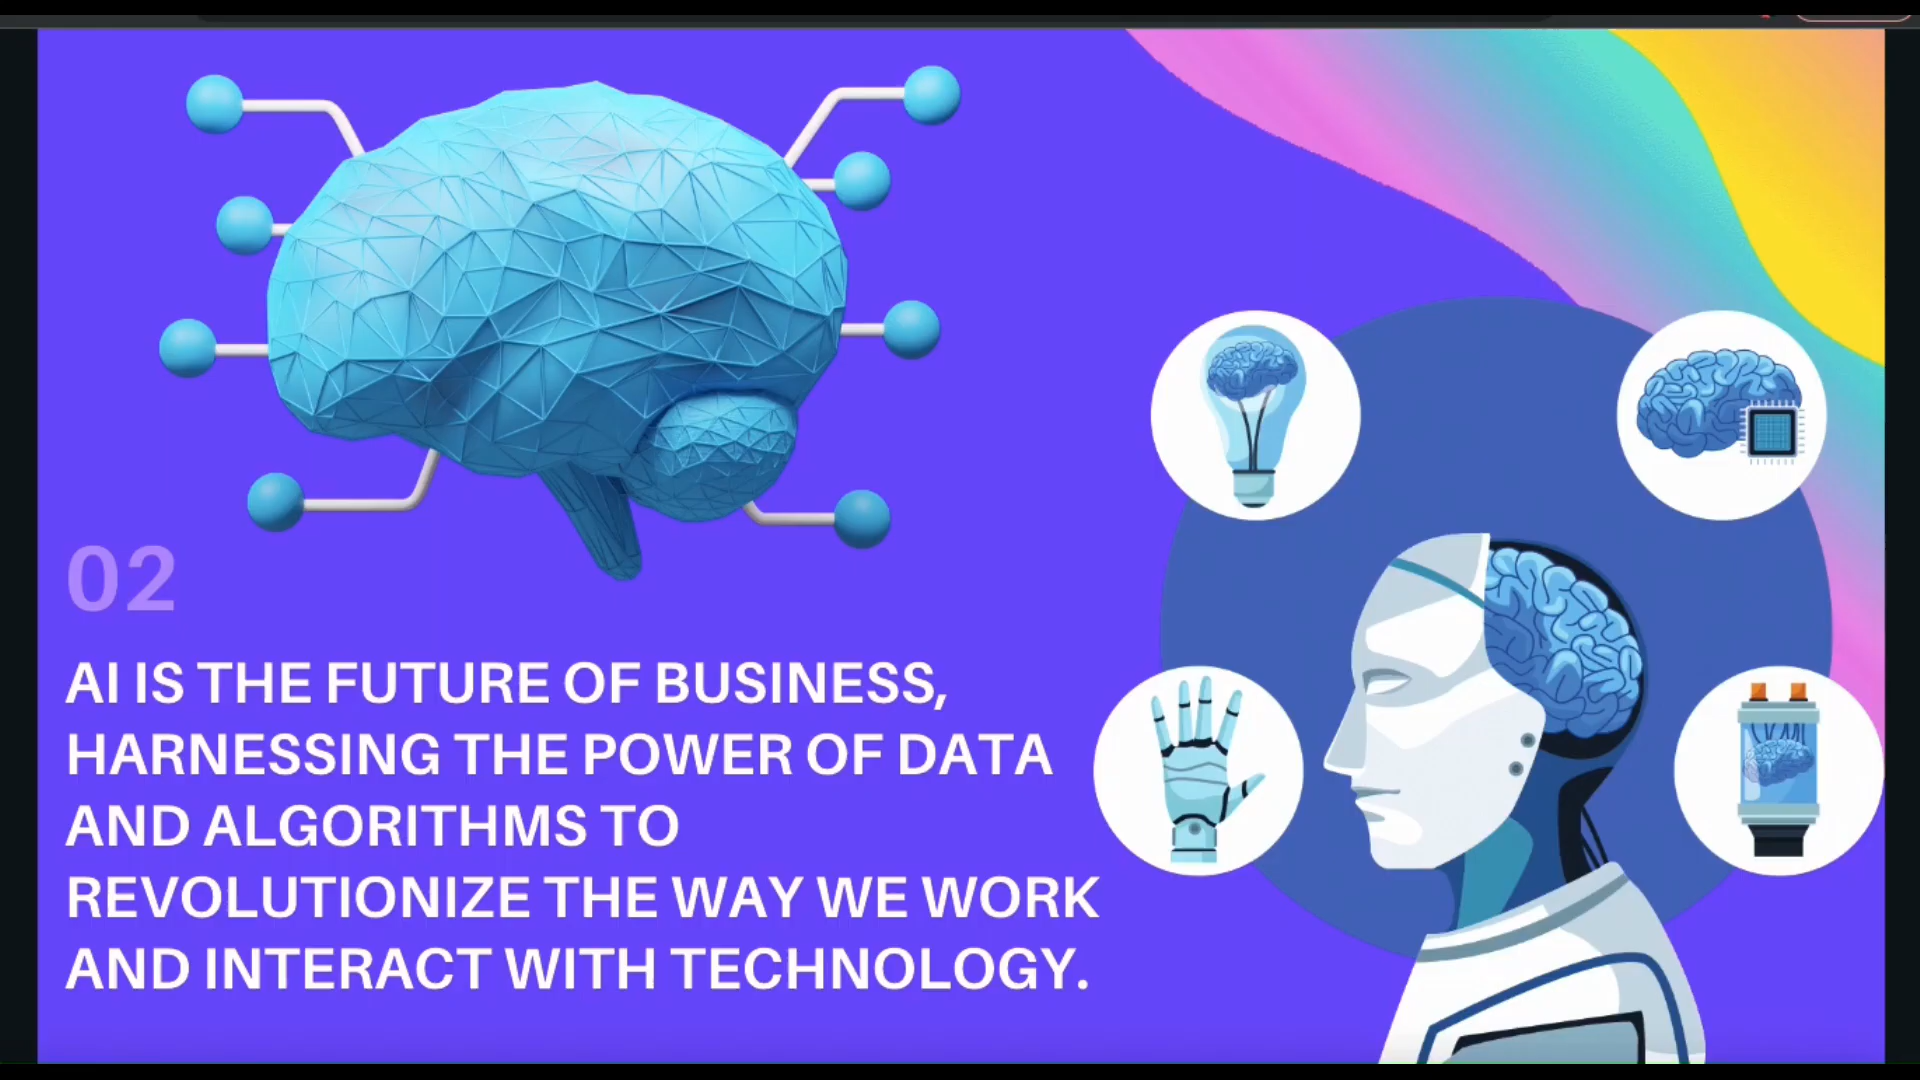 02
AI IS THE FUTURE OF BUSINESS,
HARNESSING THE POWER OF DATA
AND ALGORITHMS TO
REVOLUTIONIZE THE WAY WE WORK
AND INTERACT WITH TECHNOLOGY.